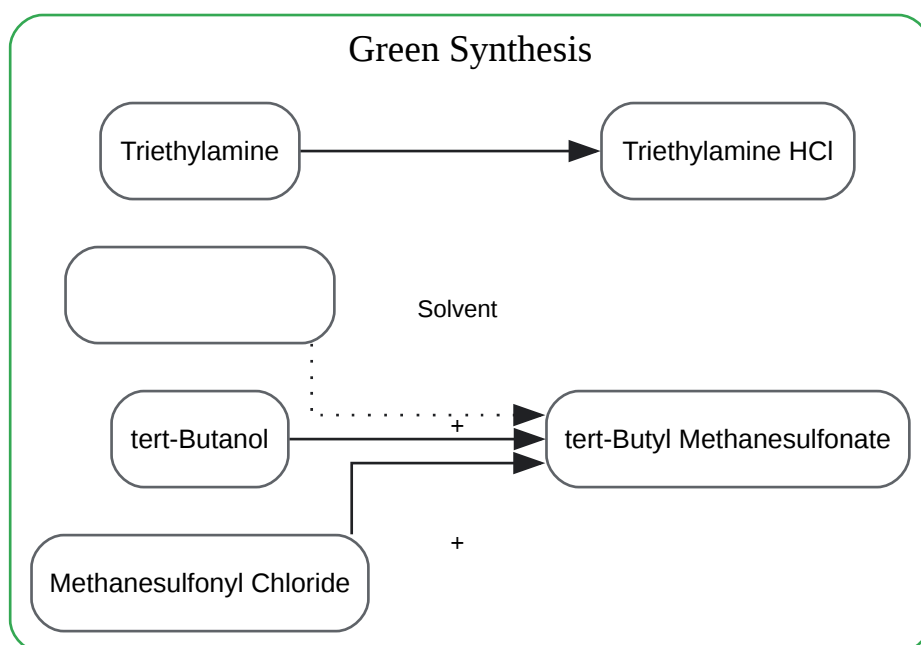 Green Synthesis
Triethylamine
Triethylamine HCl
Solvent
tert-Butanol
+
tert-Butyl Methanesulfonate
+
Methanesulfonyl Chloride